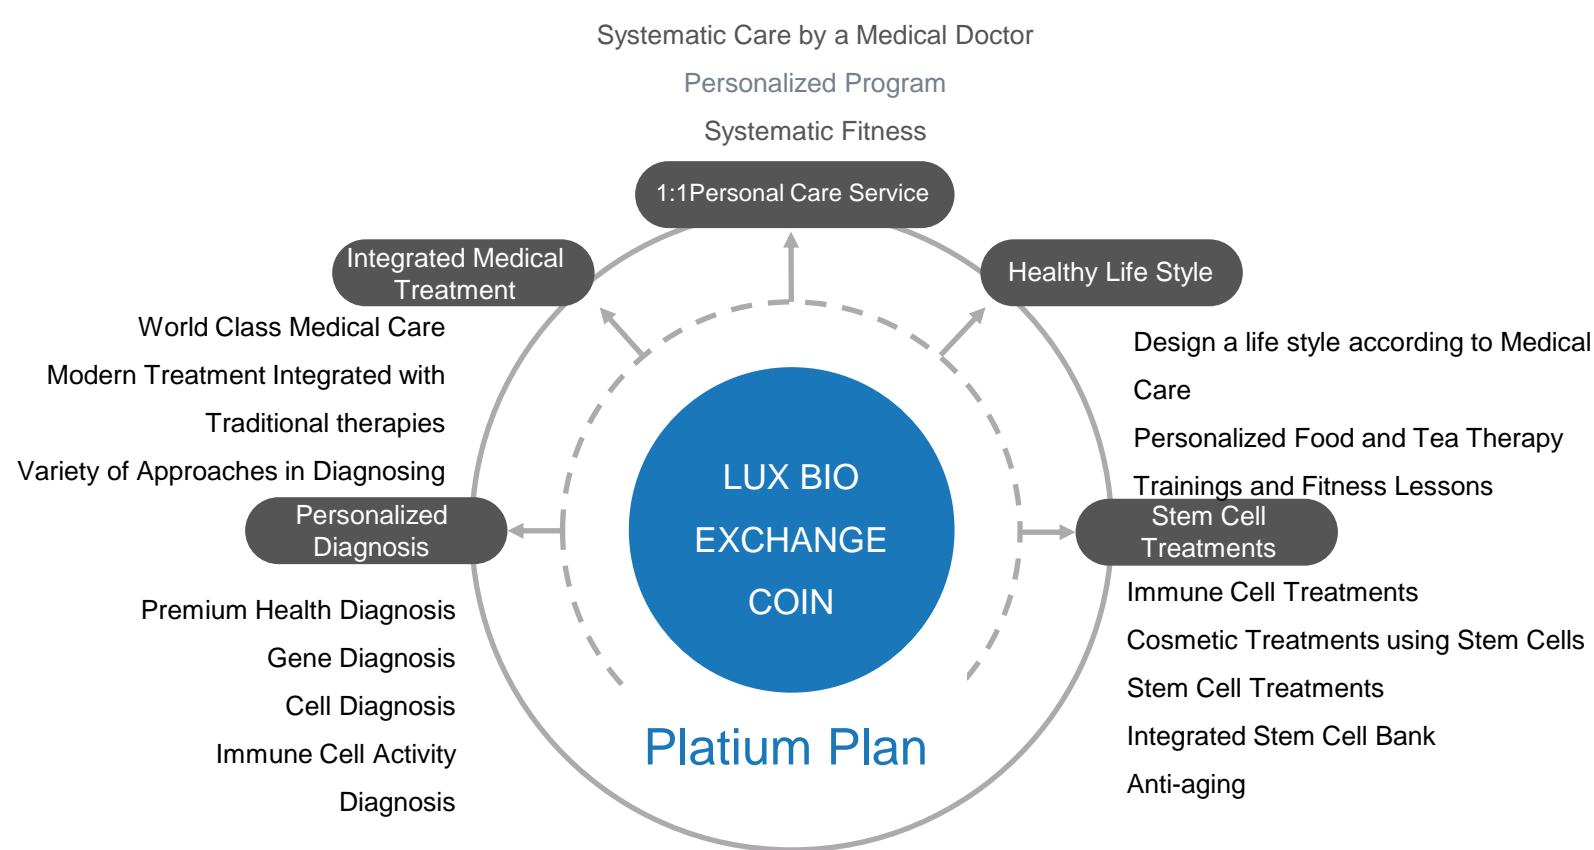 Systematic Care by a Medical Doctor
Personalized Program
Systematic Fitness
1:1Personal Care Service
Integrated Medical
Treatment
World Class Medical Care
Modern Treatment Integrated with
Traditional therapies
Variety of Approaches in Diagnosing
Healthy Life Style
Design a life style according to Medical
Care
Personalized Food and Tea Therapy
Trainings and Fitness Lessons
Personalized
Diagnosis
Premium Health Diagnosis
Gene Diagnosis
Cell Diagnosis
Immune Cell Activity
Diagnosis
LUX BIO
EXCHANGE
COIN
Platium Plan
Stem Cell
Treatments
Immune Cell Treatments
Cosmetic Treatments using Stem Cells
Stem Cell Treatments
Integrated Stem Cell Bank
Anti-aging